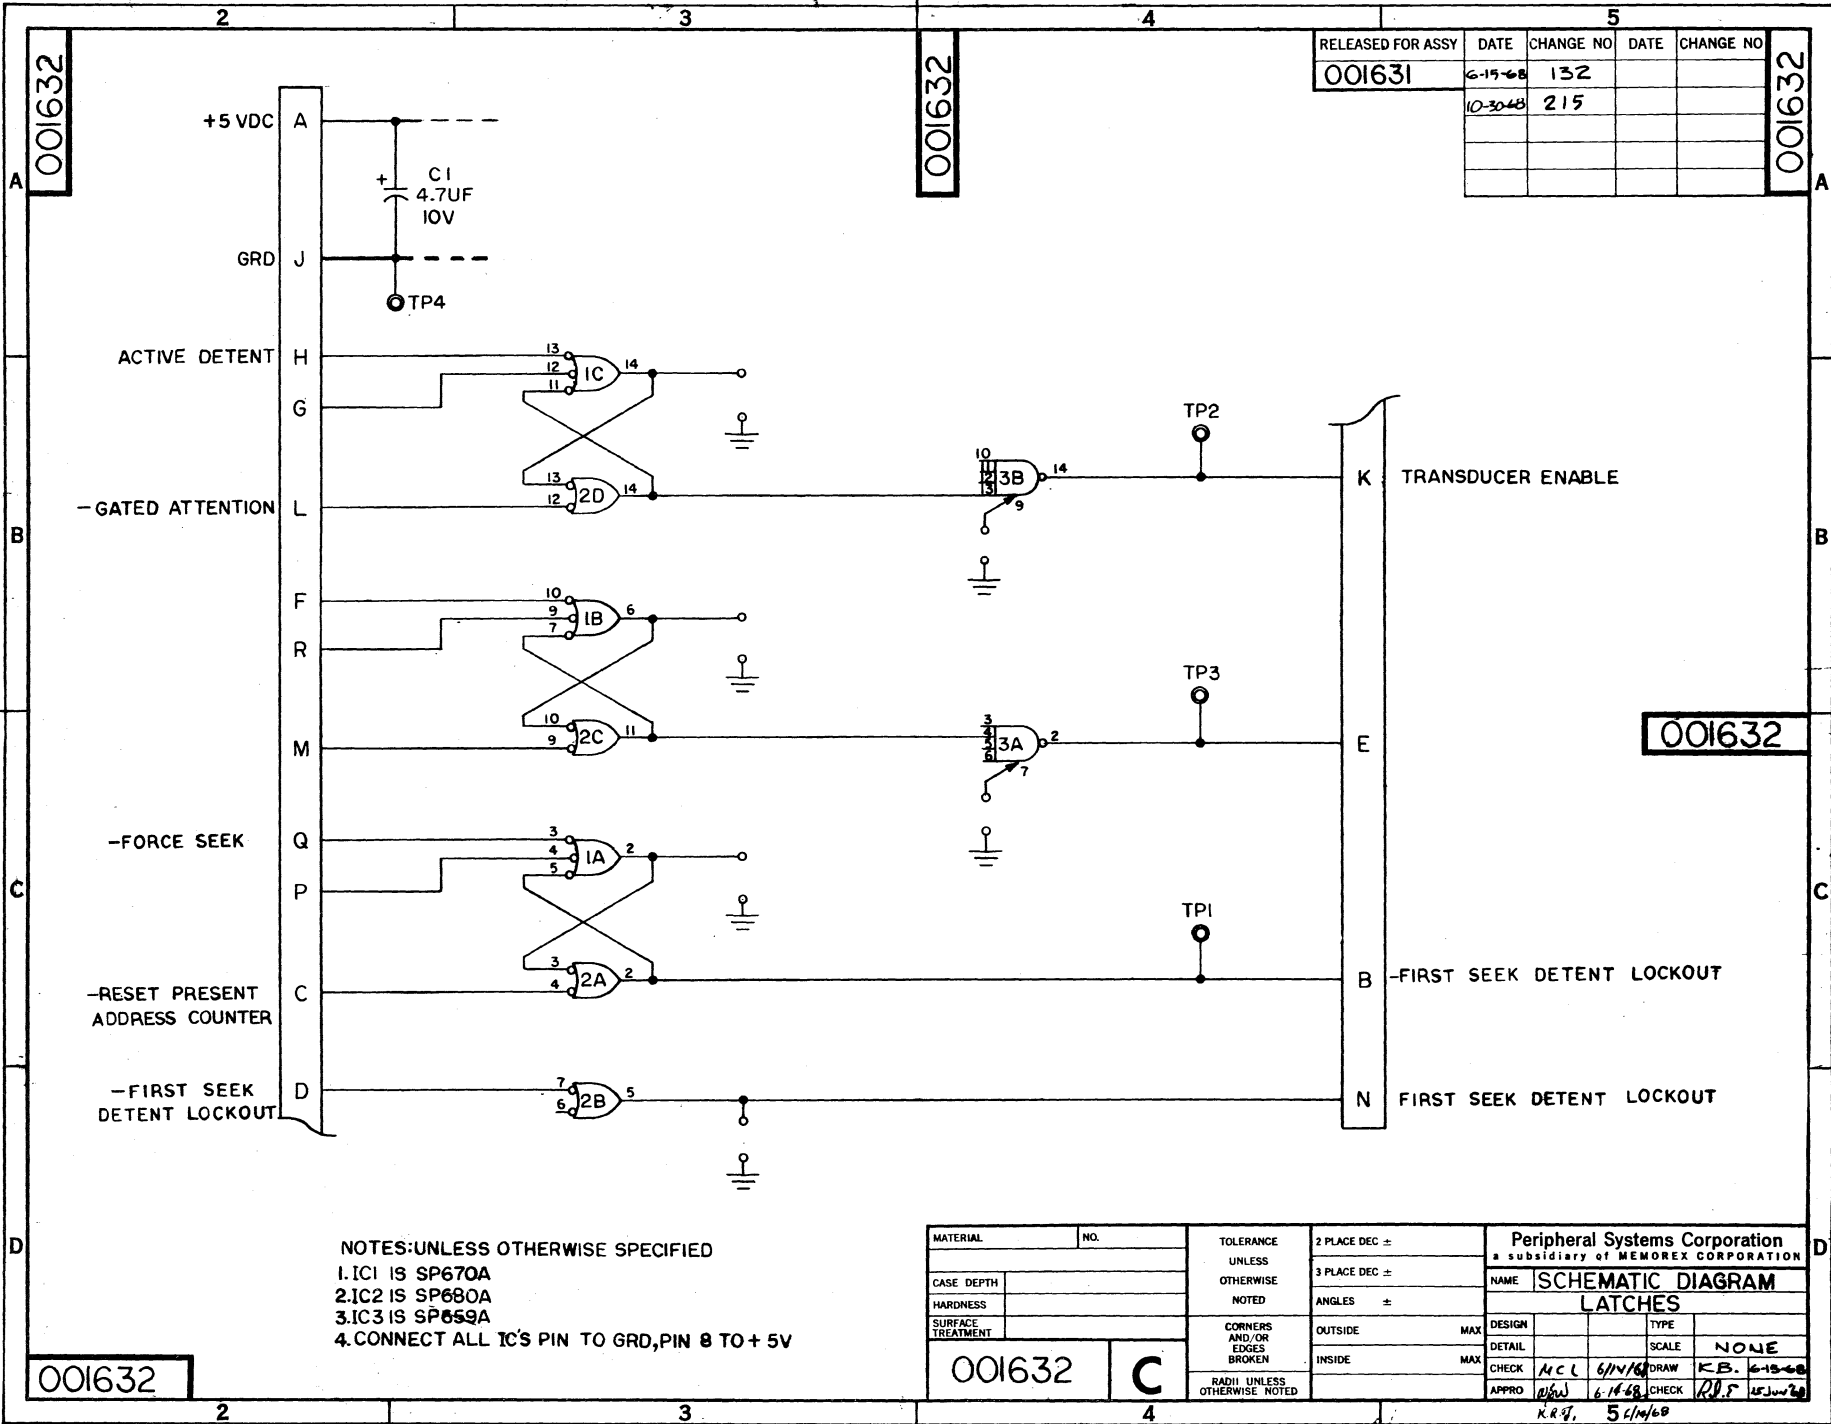 2 3 4 5
001632
001632
001632
RELEASED FOR ASSY DATE CHANGE NO DATE CHANGE NO
001631 6-15-68 132
10-30-68 215
A A
+5 VDC A
+ C1
4.7UF
10V
GRD J
TP4
ACTIVE DETENT H 13
12 1C 14
11
G
TP2
13
2D 14
-GATED ATTENTION L 12
10
11
12 3B 14
13
9
K TRANSDUCER ENABLE
B B
F 10
9 1B 6
7
R
TP3
10
2C 11
M 9
3
4
5 3A 2
6
7
E
001632
-FORCE SEEK Q 3
4 1A 2
5
P
C C
TP1
3
2A 2
4
-RESET PRESENT C
ADDRESS COUNTER
B -FIRST SEEK DETENT LOCKOUT
-FIRST SEEK D 7
DETENT LOCKOUT 6 2B 5
N FIRST SEEK DETENT LOCKOUT
D D
NOTES:UNLESS OTHERWISE SPECIFIED
1.IC1 IS SP670A
2.IC2 IS SP680A
3.IC3 IS SP659A
4.CONNECT ALL IC'S PIN TO GRD,PIN 8 TO +5V
MATERIAL NO.
CASE DEPTH
HARDNESS
SURFACE
TREATMENT
001632 C
TOLERANCE
UNLESS
OTHERWISE
NOTED
CORNERS
AND/OR
EDGES
BROKEN
RADII UNLESS
OTHERWISE NOTED
2 PLACE DEC ±
3 PLACE DEC ±
ANGLES ±
OUTSIDE MAX
INSIDE MAX
Peripheral Systems Corporation
a subsidiary of MEMOREX CORPORATION
NAME SCHEMATIC DIAGRAM
LATCHES
DESIGN TYPE
DETAIL SCALE NONE
CHECK MCL 6/14/68 DRAW K.B. 6-15-68
APPRO 6-14-68 CHECK
001632
2 3 4 5 6/14/68